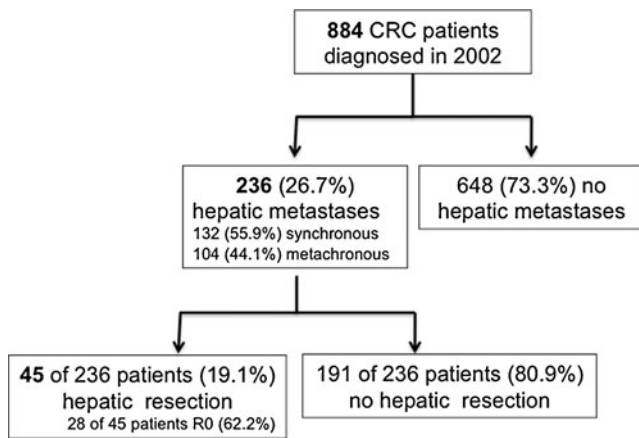 884 CRC patients
diagnosed in 2002
236 (26.7%)
hepatic metastases
132 (55.9%) synchronous
104 (44.1%) metachronous
648 (73.3%) no
hepatic metastases
45 of 236 patients (19.1%)
hepatic resection
28 of 45 patients R0 (62.2%)
191 of 236 patients (80.9%)
no hepatic resection